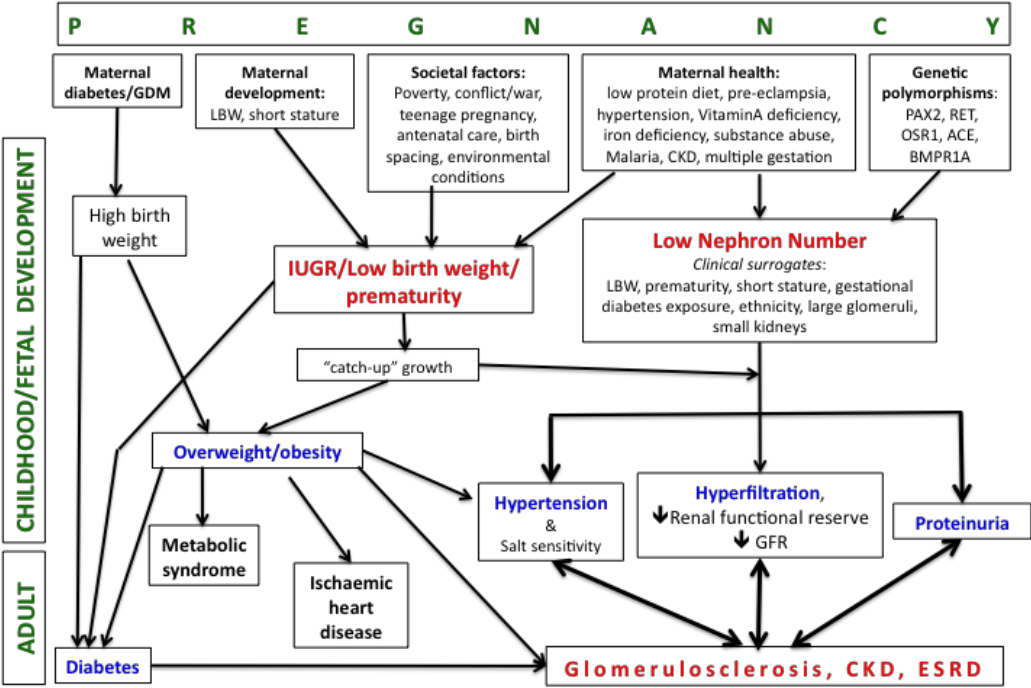 P R E G N A N C Y
Maternal
diabetes/GDM
Maternal
development:
LBW, short stature
Societal factors:
Poverty, conflict/war,
teenage pregnancy,
antenatal care, birth
spacing, environmental
conditions
Maternal health:
low protein diet, pre-eclampsia,
hypertension, VitaminA deficiency,
iron deficiency, substance abuse,
Malaria, CKD, multiple gestation
Genetic
polymorphisms:
PAX2, RET,
OSR1, ACE,
BMPR1A
CHILDHOOD/FETAL DEVELOPMENT
High birth
weight
IUGR/Low birth weight/
prematurity
Low Nephron Number
Clinical surrogates:
LBW, prematurity, short stature, gestational
diabetes exposure, ethnicity, large glomeruli,
small kidneys
"catch-up" growth
Overweight/obesity
Hypertension
&
Salt sensitivity
Hyperfiltration,
🡇Renal functional reserve
🡇 GFR
Proteinuria
Metabolic
syndrome
Ischaemic
heart
disease
ADULT
Diabetes
Glomerulosclerosis, CKD, ESRD